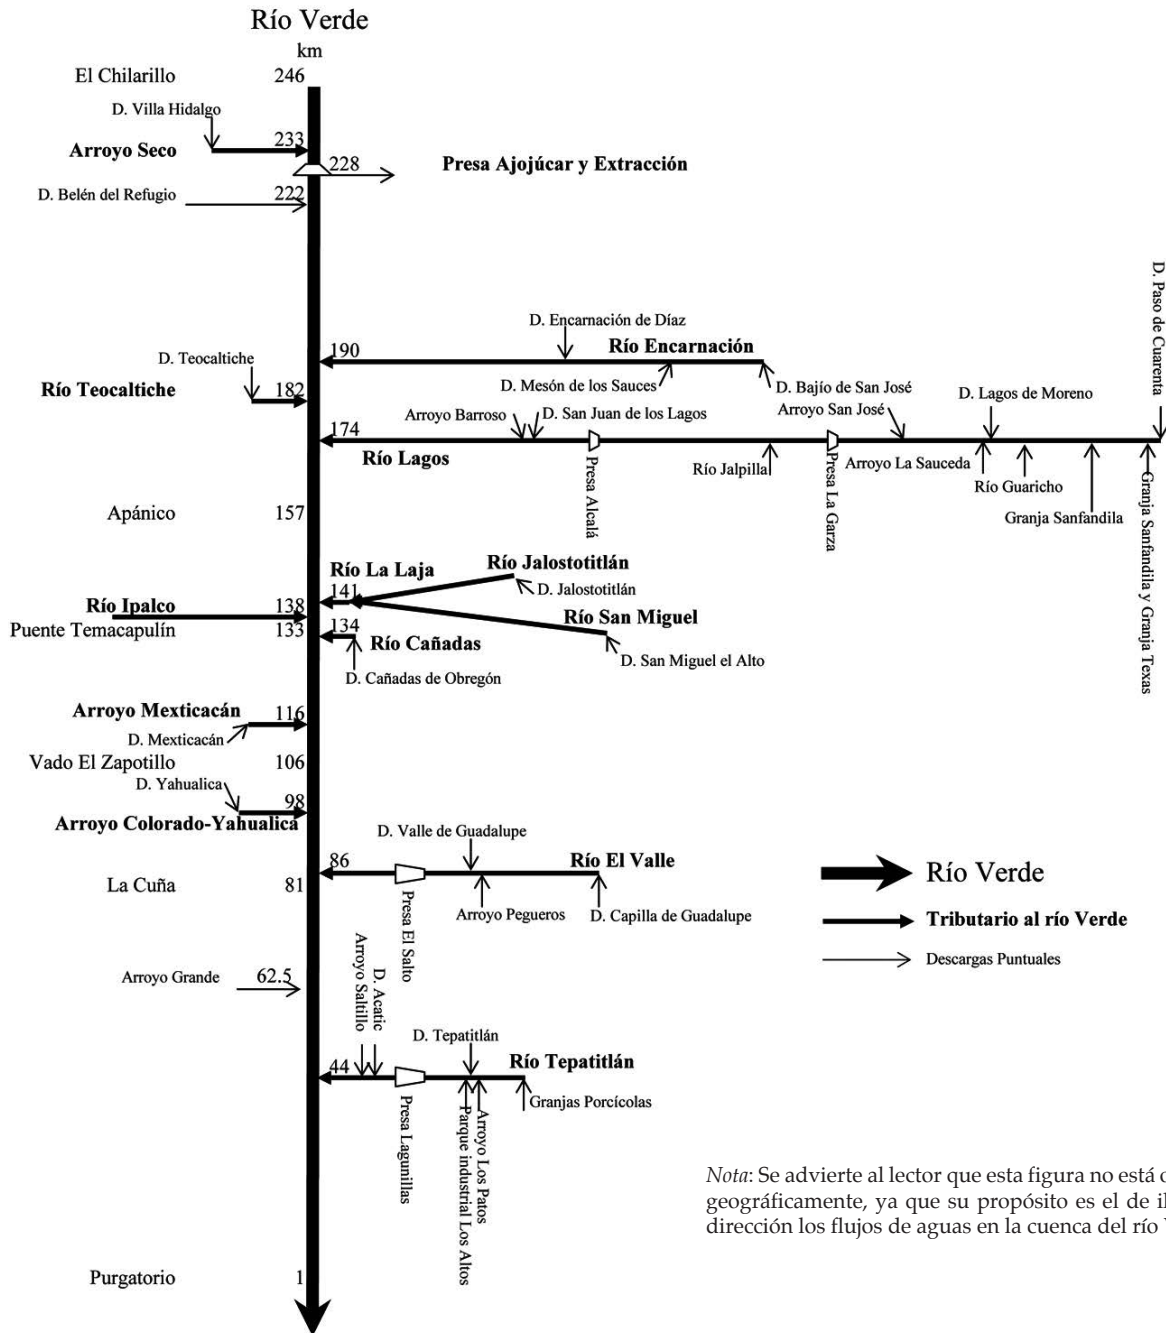 Río Verde
km
El Chilarillo 246
D. Villa Hidalgo
Arroyo Seco 233
228 Presa Ajojúcar y Extracción
D. Belén del Refugio 222
D. Paso de Cuarenta
D. Encarnación de Díaz
190 Río Encarnación
D. Teocaltiche
D. Mesón de los Sauces
D. Bajío de San José
Río Teocaltiche 182
Arroyo Barroso
D. San Juan de los Lagos
Arroyo San José
D. Lagos de Moreno
174
Río Lagos
Presa Alcalá
Río Jalpilla
Presa La Garza
Arroyo La Sauceda
Río Guaricho
Granja Sanfandila
Granja Sanfandila y Granja Texas
Apánico 157
Río La Laja
Río Jalostotitlán
141
D. Jalostotitlán
Río Ipalco 138
Río San Miguel
Puente Temacapulín 133
134
Río Cañadas
D. San Miguel el Alto
D. Cañadas de Obregón
Arroyo Mexticacán 116
D. Mexticacán
Vado El Zapotillo 106
D. Yahualica
98
Arroyo Colorado-Yahualica
D. Valle de Guadalupe
86
Río El Valle
La Cuña 81
Presa El Salto
Arroyo Pegueros
D. Capilla de Guadalupe
Río Verde
Tributario al río Verde
Descargas Puntuales
Arroyo Grande 62.5
Arroyo Saltillo
D. Acatic
D. Tepatitlán
44
Río Tepatitlán
Presa Lagunillas
Parque industrial Los Altos
Arroyo Los Patos
Granjas Porcícolas
Nota: Se advierte al lector que esta figura no está
geográficamente, ya que su propósito es el de
dirección los flujos de aguas en la cuenca del río
Purgatorio 1